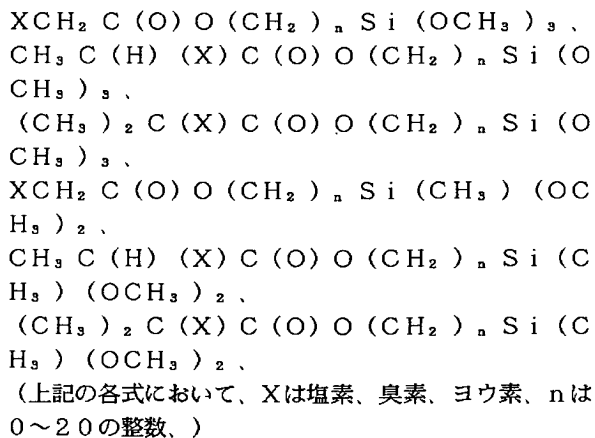 XCH₂C(O)O(CH₂)ₙSi(OCH₃)₃、
CH₃C(H)(X)C(O)O(CH₂)ₙSi(O
CH₃)₃、
(CH₃)₂C(X)C(O)O(CH₂)ₙSi(O
CH₃)₃、
XCH₂C(O)O(CH₂)ₙSi(CH₃)(OC
H₃)₂、
CH₃C(H)(X)C(O)O(CH₂)ₙSi(C
H₃)(OCH₃)₂、
(CH₃)₂C(X)C(O)O(CH₂)ₙSi(C
H₃)(OCH₃)₂、
(上記の各式において、Xは塩素、臭素、ヨウ素、nは
0〜20の整数、)